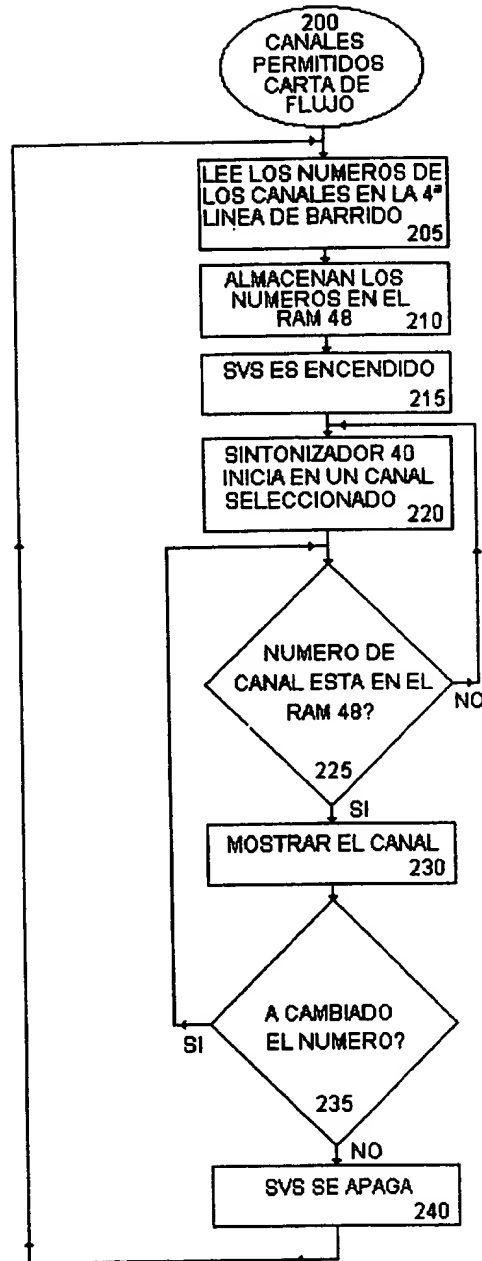 200
CANALES
PERMITIDOS
CARTA DE
FLUJO
LEE LOS NUMEROS DE
LOS CANALES EN LA 4ª
LINEA DE BARRIDO
205
ALMACENAN LOS
NUMEROS EN EL
RAM 48
210
SVS ES ENCENDIDO
215
SINTONIZADOR 40
INICIA EN UN CANAL
SELECCIONADO
220
NUMERO DE
CANAL ESTA EN EL
RAM 48?
NO
225
SI
MOSTRAR EL CANAL
230
A CAMBIADO
EL NUMERO?
SI
235
NO
SVS SE APAGA
240